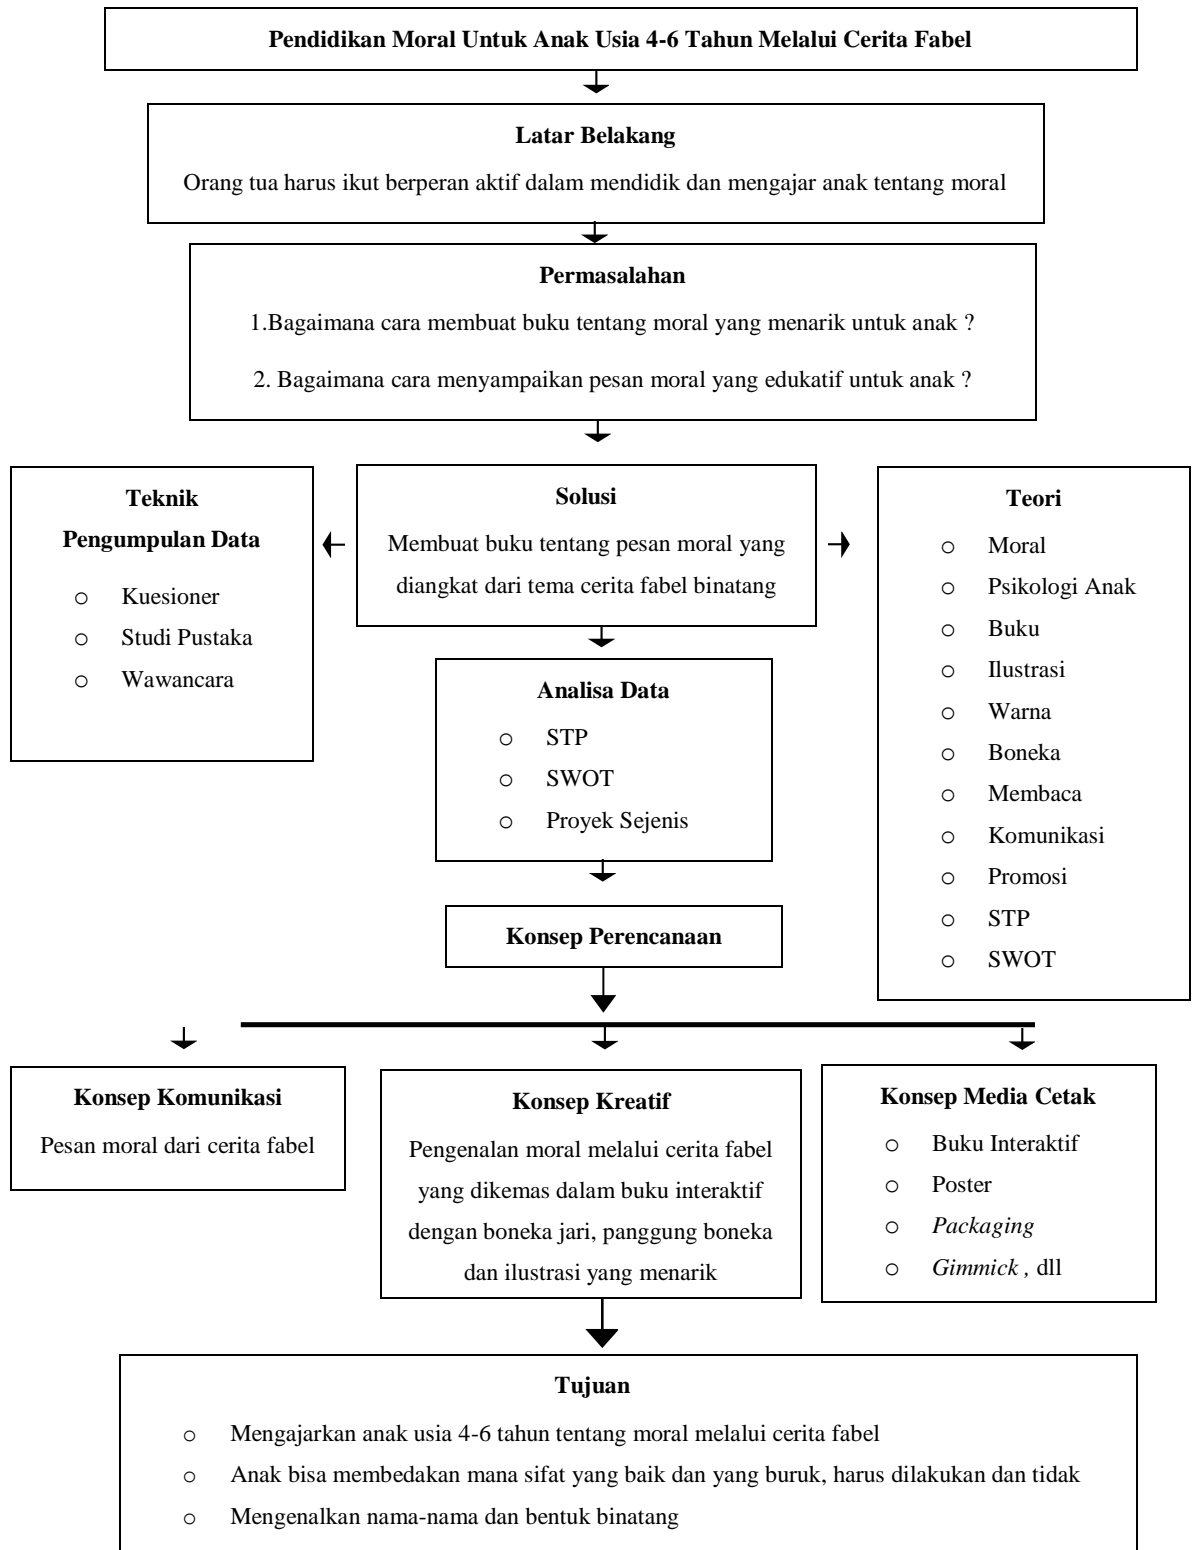 Pendidikan Moral Untuk Anak Usia 4-6 Tahun Melalui Cerita Fabel
Latar Belakang
Orang tua harus ikut berperan aktif dalam mendidik dan mengajar anak tentang moral
Permasalahan
1.Bagaimana cara membuat buku tentang moral yang menarik untuk anak ?
2. Bagaimana cara menyampaikan pesan moral yang edukatif untuk anak ?
Teknik
Pengumpulan Data
o Kuesioner
o Studi Pustaka
o Wawancara
Solusi
Membuat buku tentang pesan moral yang
diangkat dari tema cerita fabel binatang
Teori
o Moral
o Psikologi Anak
o Buku
o Ilustrasi
o Warna
o Boneka
o Membaca
o Komunikasi
o Promosi
o STP
o SWOT
Analisa Data
o STP
o SWOT
o Proyek Sejenis
Konsep Perencanaan
Konsep Komunikasi
Pesan moral dari cerita fabel
Konsep Kreatif
Pengenalan moral melalui cerita fabel
yang dikemas dalam buku interaktif
dengan boneka jari, panggung boneka
dan ilustrasi yang menarik
Konsep Media Cetak
o Buku Interaktif
o Poster
o Packaging
o Gimmick , dll
Tujuan
o Mengajarkan anak usia 4-6 tahun tentang moral melalui cerita fabel
o Anak bisa membedakan mana sifat yang baik dan yang buruk, harus dilakukan dan tidak
o Mengenalkan nama-nama dan bentuk binatang